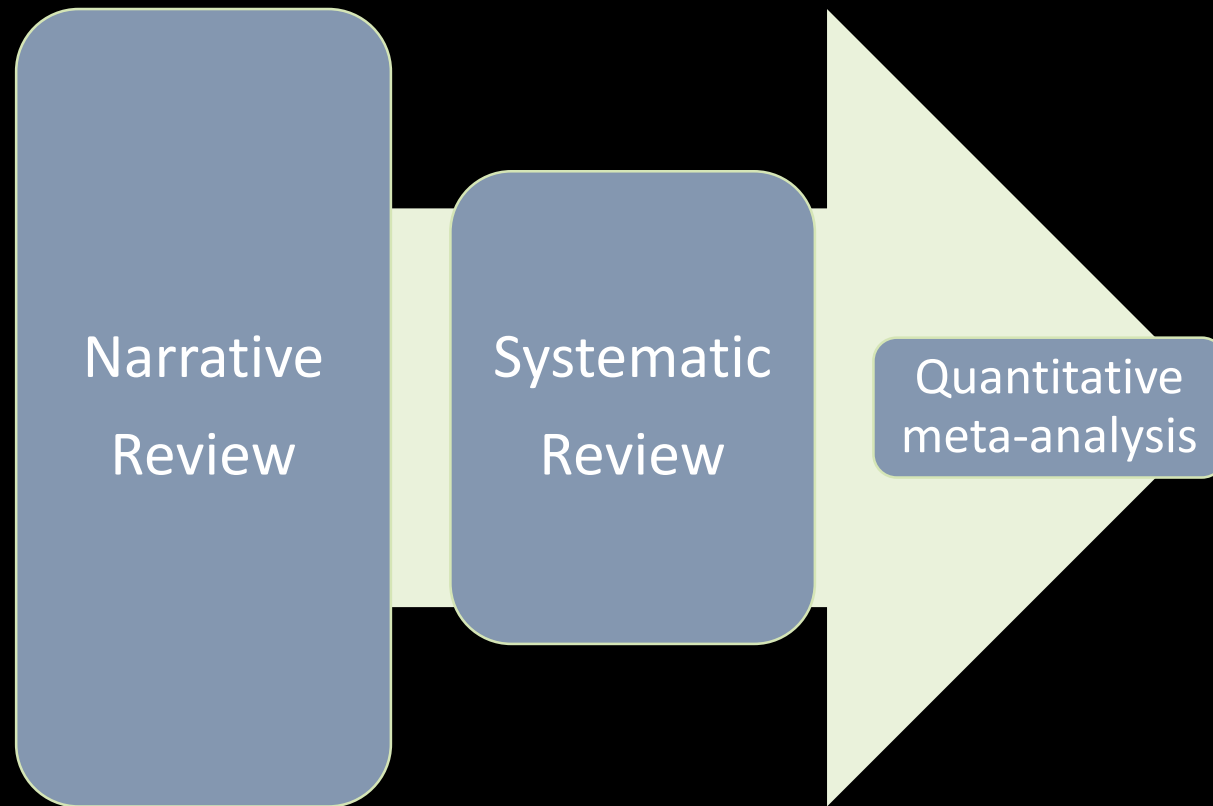 Narrative
Review
Systematic
Review
Quantitative
meta-analysis